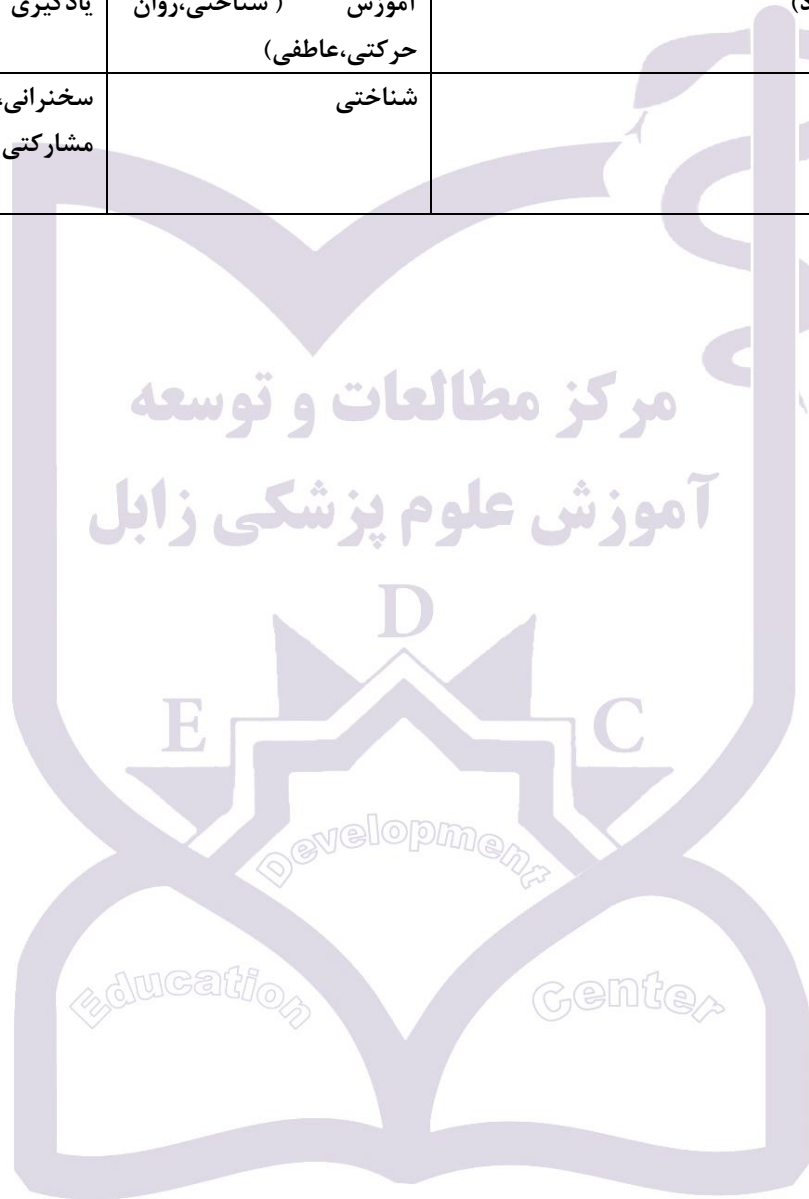 آموزش ( شناختی،روان
حرکتی،عاطفی)
یادگیری
شناختی
سخنرانی،
مشارکتی
مرکز مطالعات و توسعه
آموزش علوم پزشکی زابل
D
E C
Development
Education Center